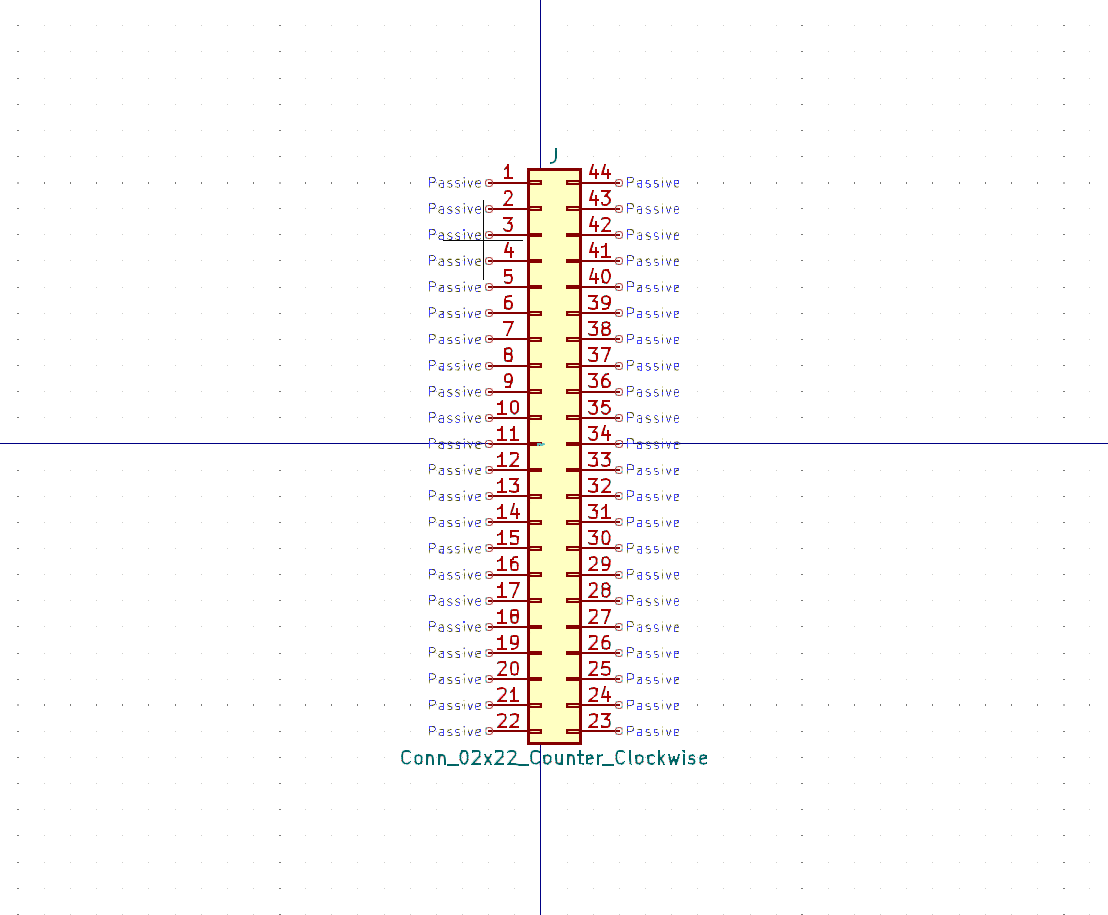 J
Passive 1 44 Passive
Passive 2 43 Passive
Passive 3 42 Passive
Passive 4 41 Passive
Passive 5 40 Passive
Passive 6 39 Passive
Passive 7 38 Passive
Passive 8 37 Passive
Passive 9 36 Passive
Passive 10 35 Passive
Passive 11 34 Passive
Passive 12 33 Passive
Passive 13 32 Passive
Passive 14 31 Passive
Passive 15 30 Passive
Passive 16 29 Passive
Passive 17 28 Passive
Passive 18 27 Passive
Passive 19 26 Passive
Passive 20 25 Passive
Passive 21 24 Passive
Passive 22 23 Passive
Conn_02x22_Counter_Clockwise